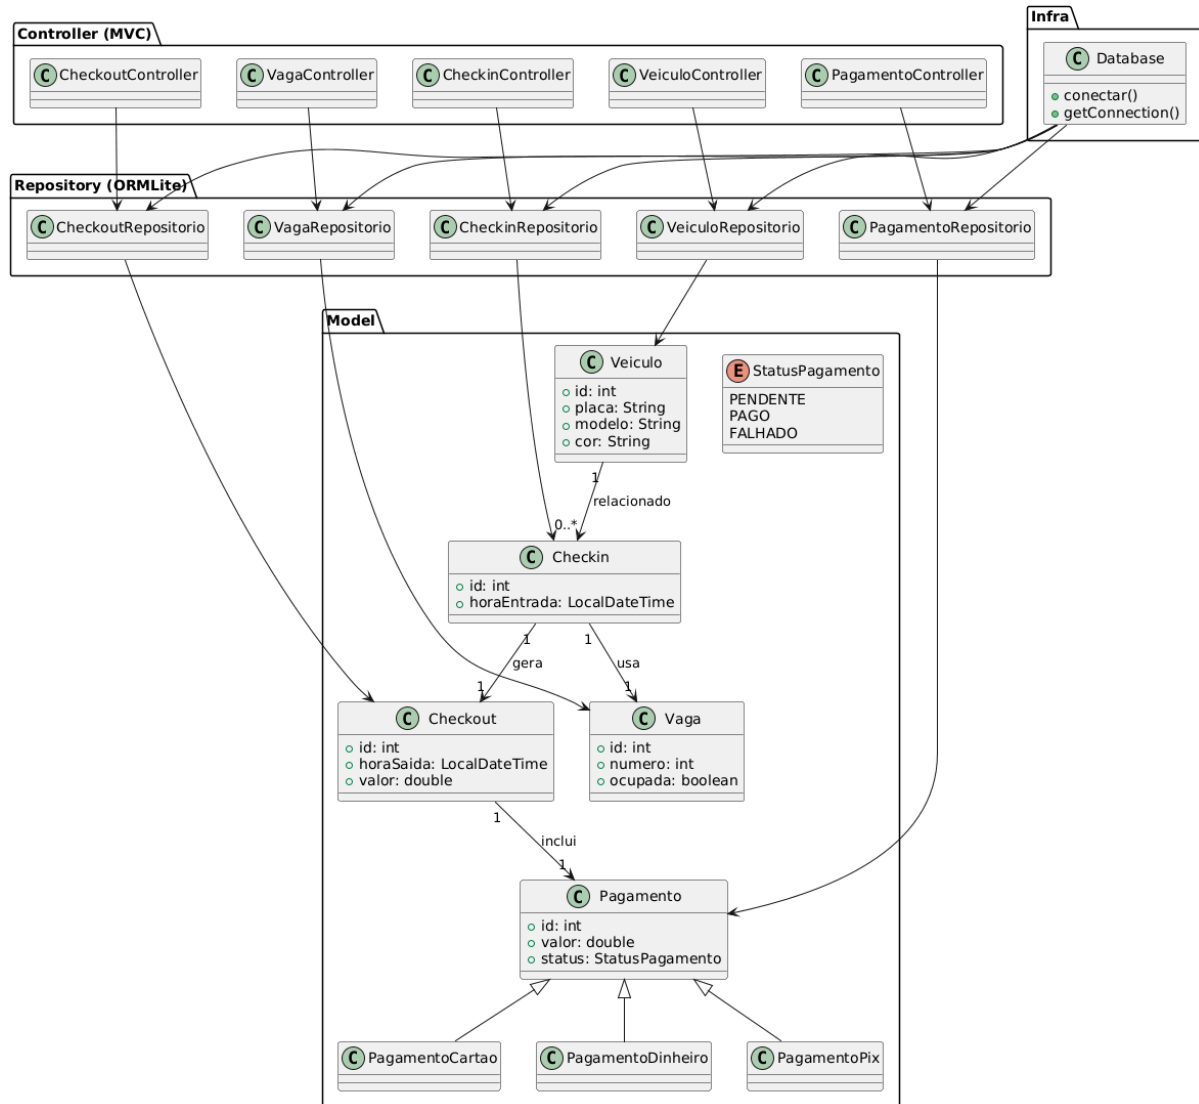 Controller (MVC)
C CheckoutController
C VagaController
C CheckinController
C VeiculoController
C PagamentoController
Infra
C Database
conectar()
getConnection()
Repository (ORMLite)
C CheckoutRepositorio
C VagaRepositorio
C CheckinRepositorio
C VeiculoRepositorio
C PagamentoRepositorio
Model
C Veiculo
id: int
placa: String
modelo: String
cor: String
E StatusPagamento
PENDENTE
PAGO
FALHADO
1
relacionado
0..*
C Checkin
id: int
horaEntrada: LocalDateTime
1
gera
1
1
usa
1
C Checkout
id: int
horaSaida: LocalDateTime
valor: double
C Vaga
id: int
numero: int
ocupada: boolean
1
inclui
1
C Pagamento
id: int
valor: double
status: StatusPagamento
C PagamentoCartao
C PagamentoDinheiro
C PagamentoPix